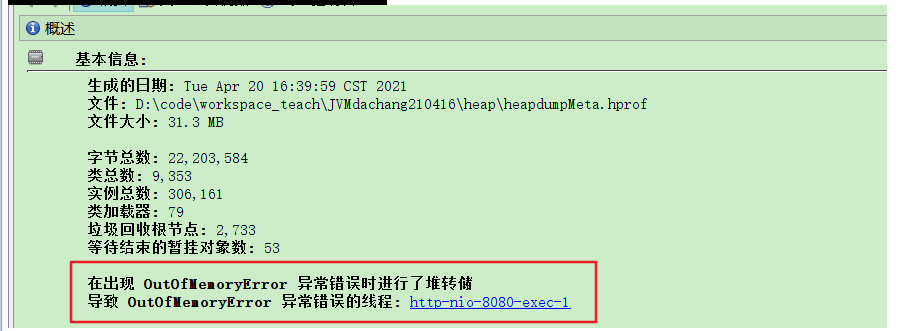 概述
基本信息:
生成的日期: Tue Apr 20 16:39:59 CST 2021
文件: D:\code\workspace_teach\JVMdachang210416\heap\heapdumpMeta.hprof
文件大小: 31.3 MB
字节总数: 22,203,584
类总数: 9,353
实例总数: 306,161
类加载器: 79
垃圾回收根节点: 2,733
等待结束的暂挂对象数: 53
在出现 OutOfMemoryError 异常错误时进行了堆转储
导致 OutOfMemoryError 异常错误的线程: http-nio-8080-exec-1